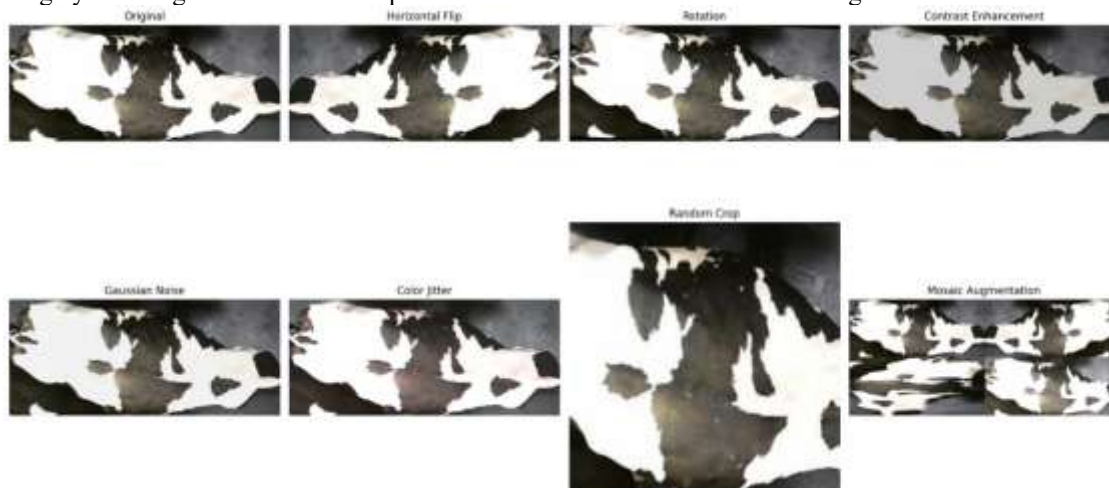 Original
Horizontal Flip
Rotation
Contrast Enhancement
Random Crop
Gaussian Noise
Color Jitter
Mosaic Augmentation